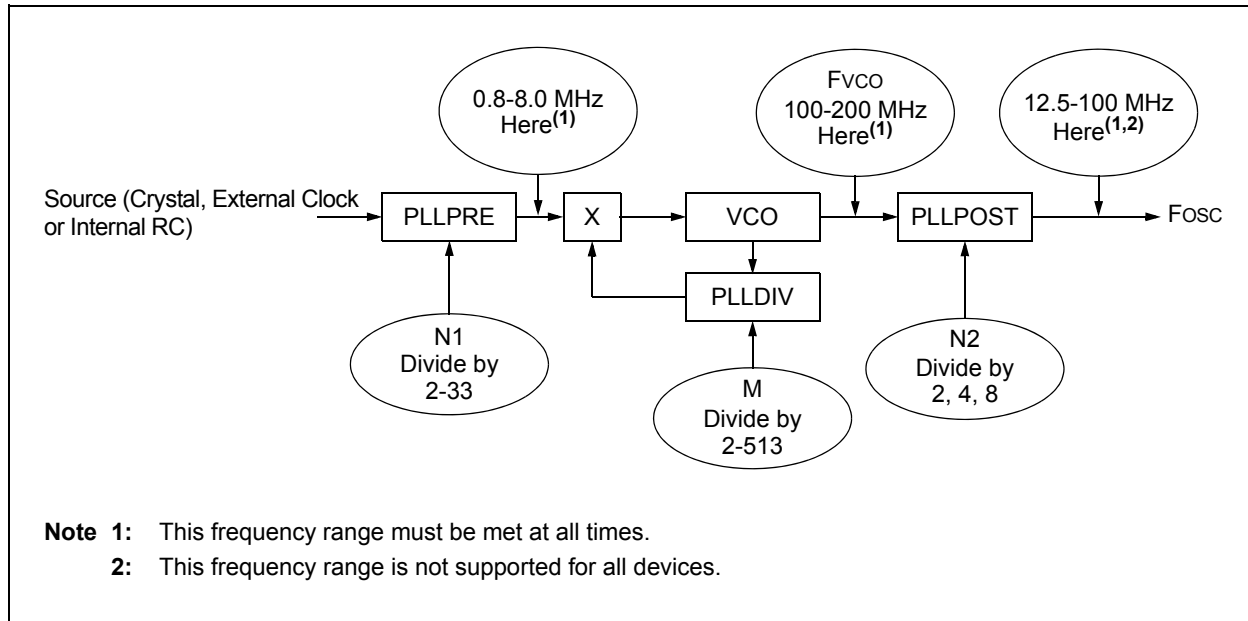 0.8-8.0 MHz
Here(1)
FVCO
100-200 MHz
Here(1)
12.5-100 MHz
Here(1,2)
Source (Crystal, External Clock
or Internal RC)
PLLPRE
X
VCO
PLLPOST
FOSC
PLLDIV
N1
Divide by
2-33
M
Divide by
2-513
N2
Divide by
2, 4, 8
Note 1: This frequency range must be met at all times.
2: This frequency range is not supported for all devices.